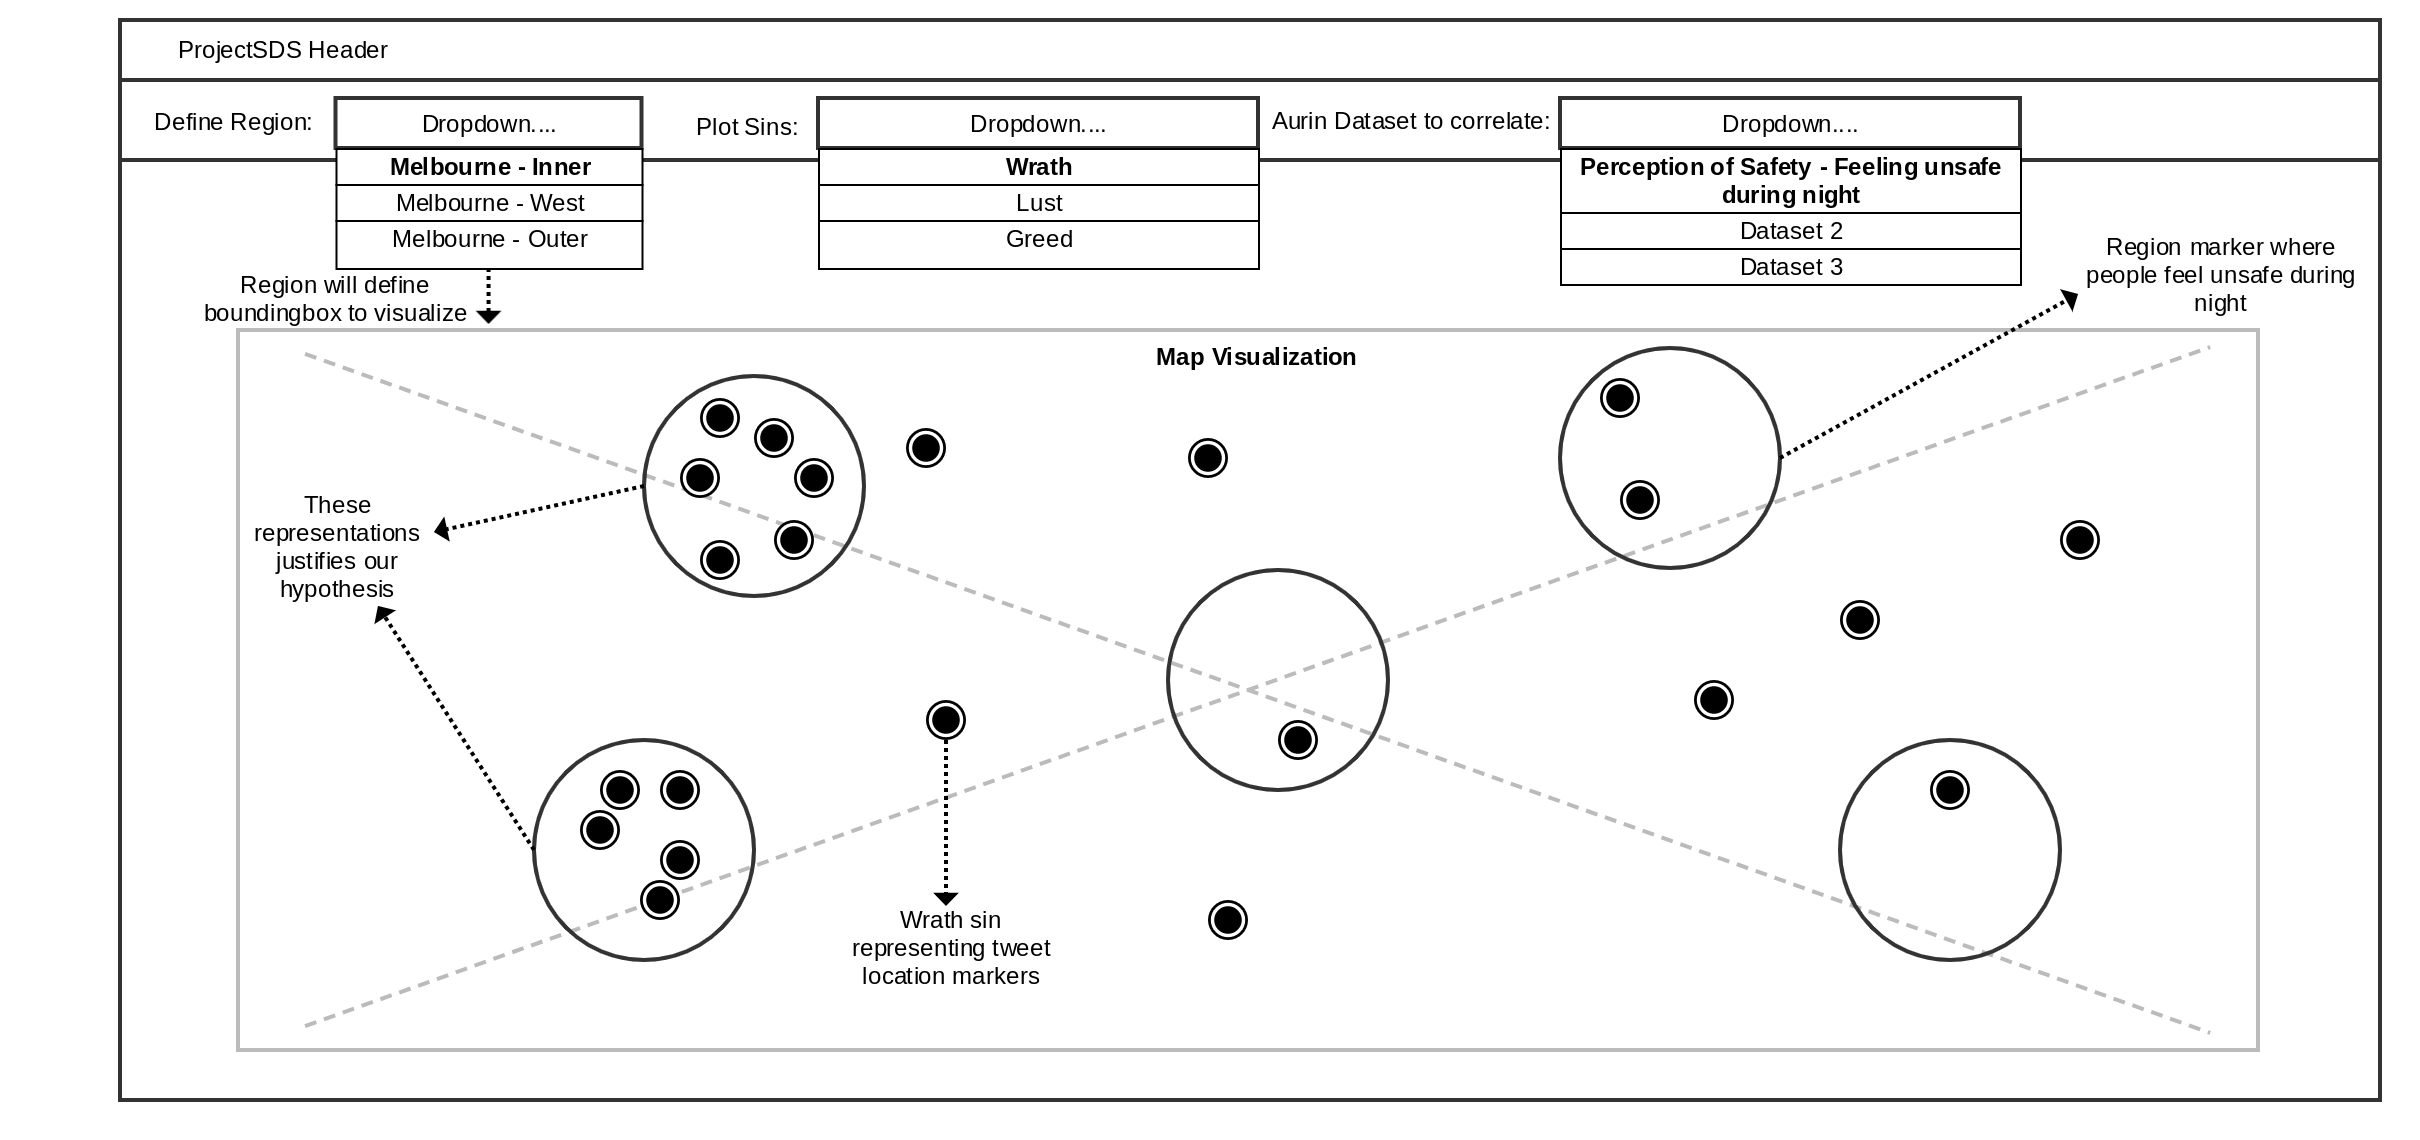 ProjectSDS Header
Define Region:
Dropdown....
Plot Sins:
Dropdown....
Aurin Dataset to correlate:
Dropdown....
Melbourne - Inner
Melbourne - West
Melbourne - Outer
Wrath
Lust
Greed
Perception of Safety - Feeling unsafe
during night
Dataset 2
Dataset 3
Region will define
boundingbox to visualize
Region marker where
people feel unsafe during
night
Map Visualization
These
representations
justifies our
hypothesis
Wrath sin
representing tweet
location markers